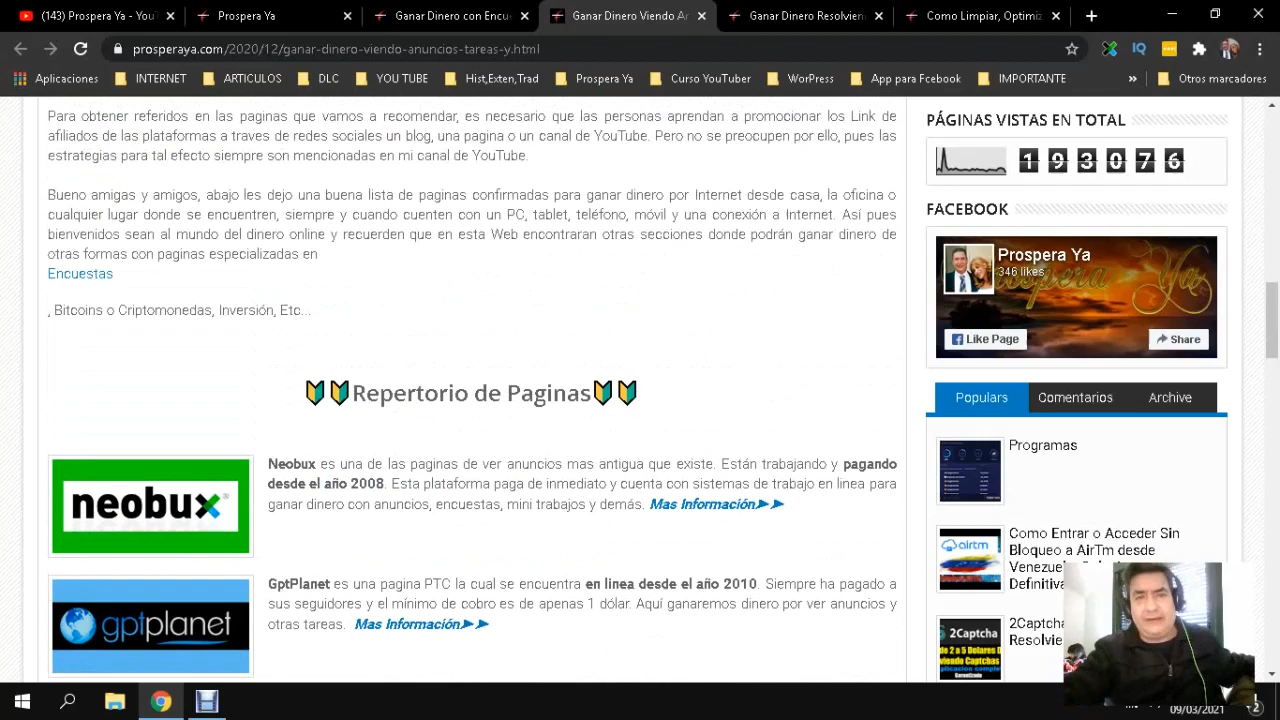 (143) Prospera Ya - YouT
Prospera Ya
Ganar Dinero con Encue
Ganar Dinero Viendo An
Ganar Dinero Resolvien
Como Limpiar, Optimiz
prosperaya.com/2020/12/ganar-dinero-viendo-anuncios-tareas-y.html
Aplicaciones
INTERNET
ARTICULOS
DLC
YOU TUBE
Hist,Exten,Trad
Prospera Ya
Curso YouTuber
WorPress
App para Fcebook
IMPORTANTE
Otros marcadores
Para obtener referidos en las paginas que vamos a recomendar, es necesario que las personas aprendan a promocionar los Link de
afiliados de las plataformas a traves de redes sociales un blog, una pagina o un canal de YouTube. Pero no se preocupen por ello, pues las
estrategias para tal efecto siempre son mencionadas en mi canal de YouTube.
Bueno amigas y amigos, abajo les dejo una buena lista de paginas confirmadas para ganar dinero por Internet desde casa, la oficina o
cualquier lugar donde se encuentren, siempre y cuando cuenten con un PC, tablet, teléfono, móvil y una conexión a Internet. Así pues
bienvenidos sean al mundo del dinero online y recuerden que en esta Web encontraran otras secciones donde podrán ganar dinero de
otras formas con paginas especializadas en
Encuestas
, Bitcoins o Criptomonedas, Inversión, Etc...
Repertorio de Paginas
neobux
Neobux es una de las paginas de ver anuncios mas antigua que existe. Están trabajando y pagando
desde el año 2008. Esta plataforma paga de inmediato y cuenta con sistemas de trabajo en linea para
ganar dinero con anuncios, encuestas, mini trabajos y demás. Mas Información➤➤
gptplanet
GptPlanet es una pagina PTC la cual se encuentra en linea desde el año 2010. Siempre ha pagado a
sus seguidores y el mínimo de cobro es de apenas 1 dólar. Aquí ganaremos dinero por ver anuncios y
otras tareas. Mas Información➤➤
PÁGINAS VISTAS EN TOTAL
193076
FACEBOOK
Prospera Ya
346 likes
Like Page
Share
Populars
Comentarios
Archive
Programas
Como Entrar o Acceder Sin
Bloqueo a AirTm desde
airtm
Definitiva
2Captcha
09/03/2021